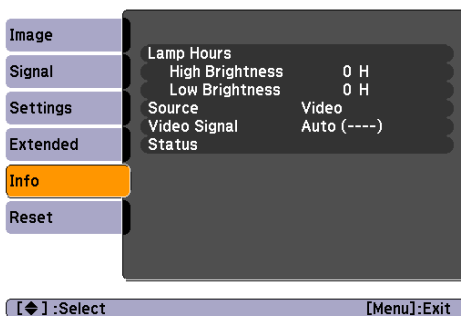 Image
Signal
Settings
Extended
Info
Reset
Lamp Hours
High Brightness 0 H
Low Brightness 0 H
Source Video
Video Signal Auto (----)
Status
[◆] :Select [Menu]:Exit